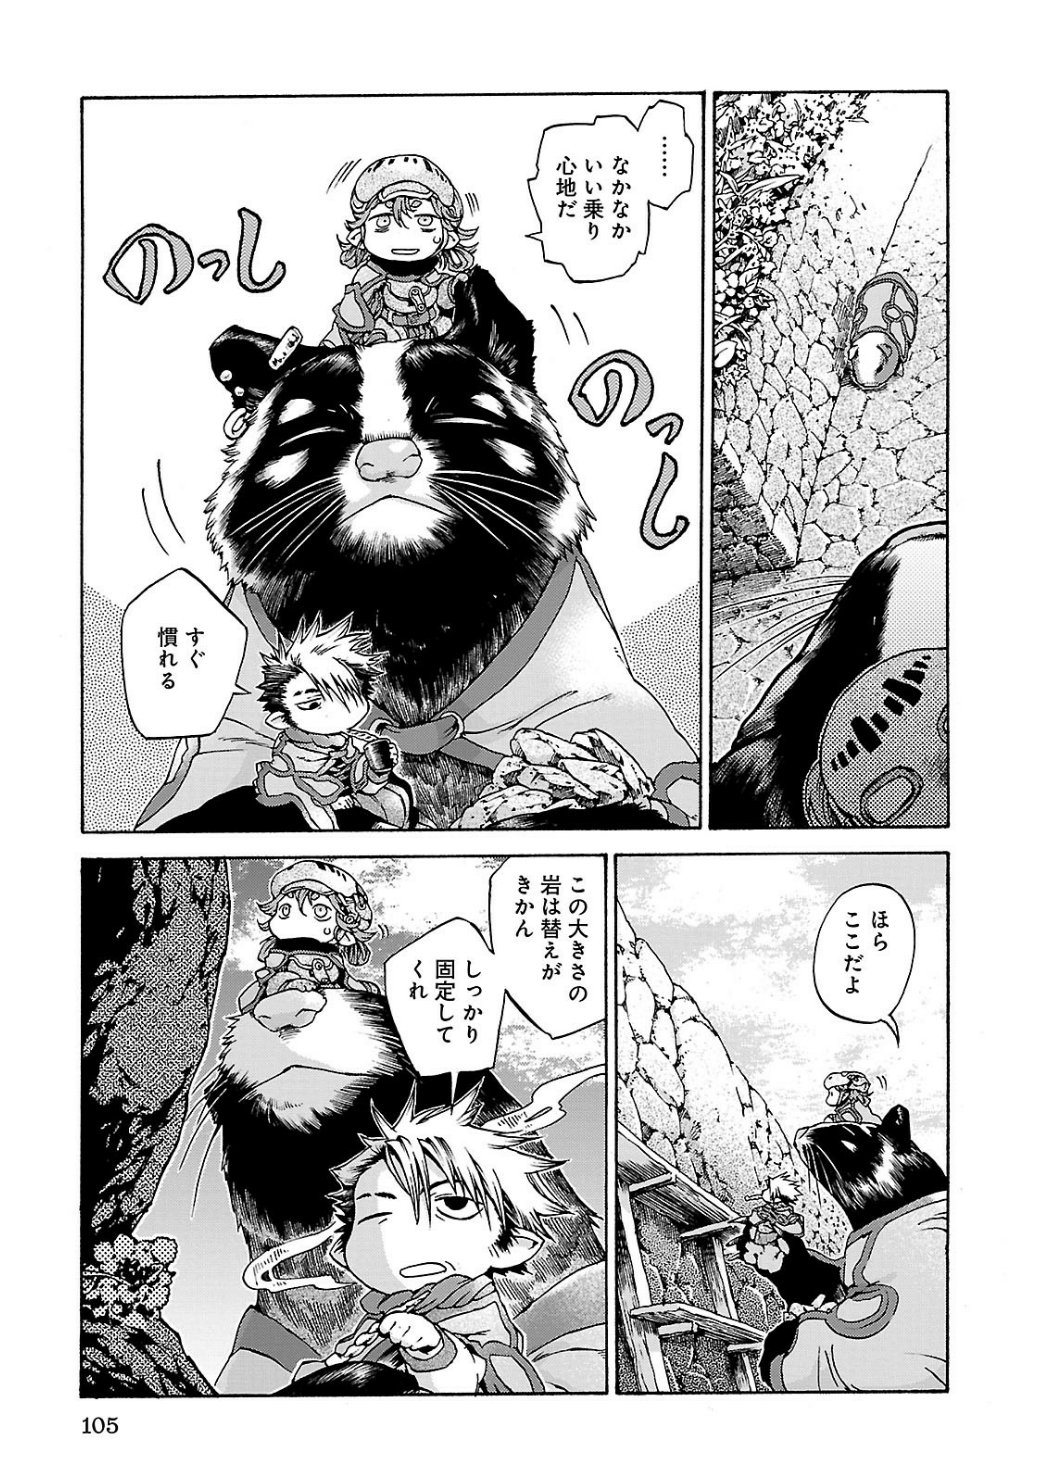 ……
なかなか
いい乗り
心地だ
のっし
のっし
すぐ
慣れる
ほら
ここだよ
この大きさの
岩は替えが
きかん
しっかり
固定して
くれ
105